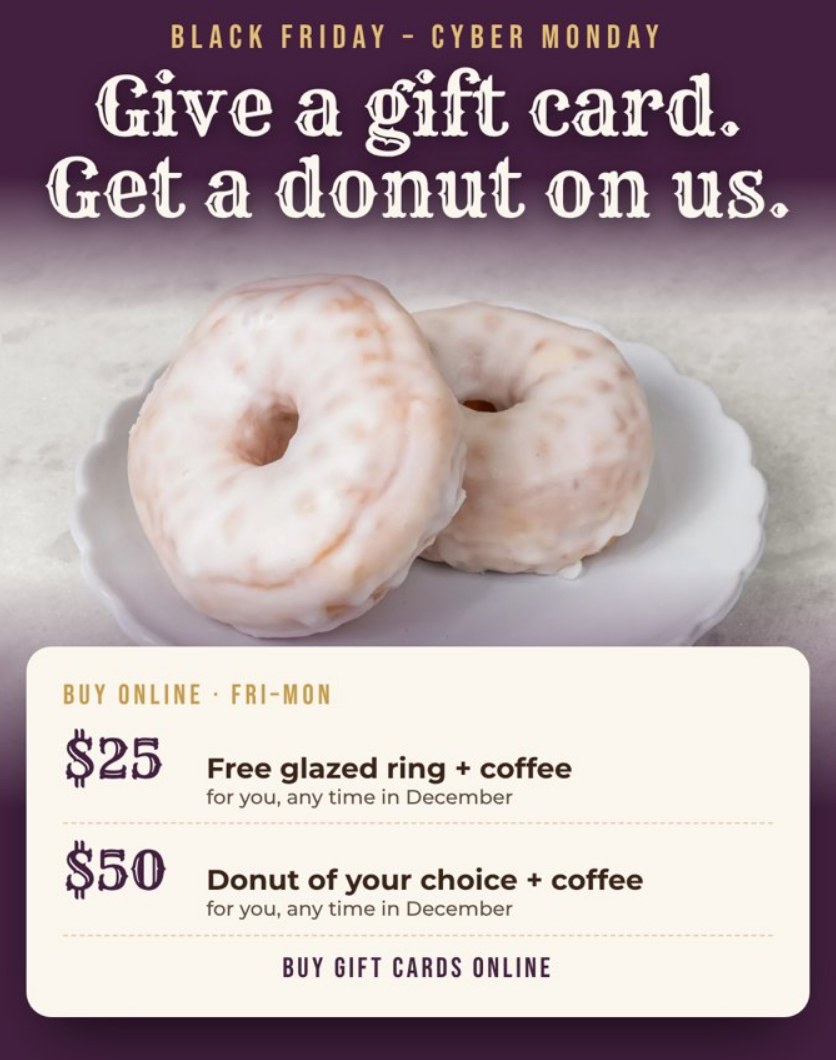 BLACK FRIDAY – CYBER MONDAY
Give a gift card.
Get a donut on us.
BUY ONLINE · FRI–MON
$25
Free glazed ring + coffee
for you, any time in December
$50
Donut of your choice + coffee
for you, any time in December
BUY GIFT CARDS ONLINE